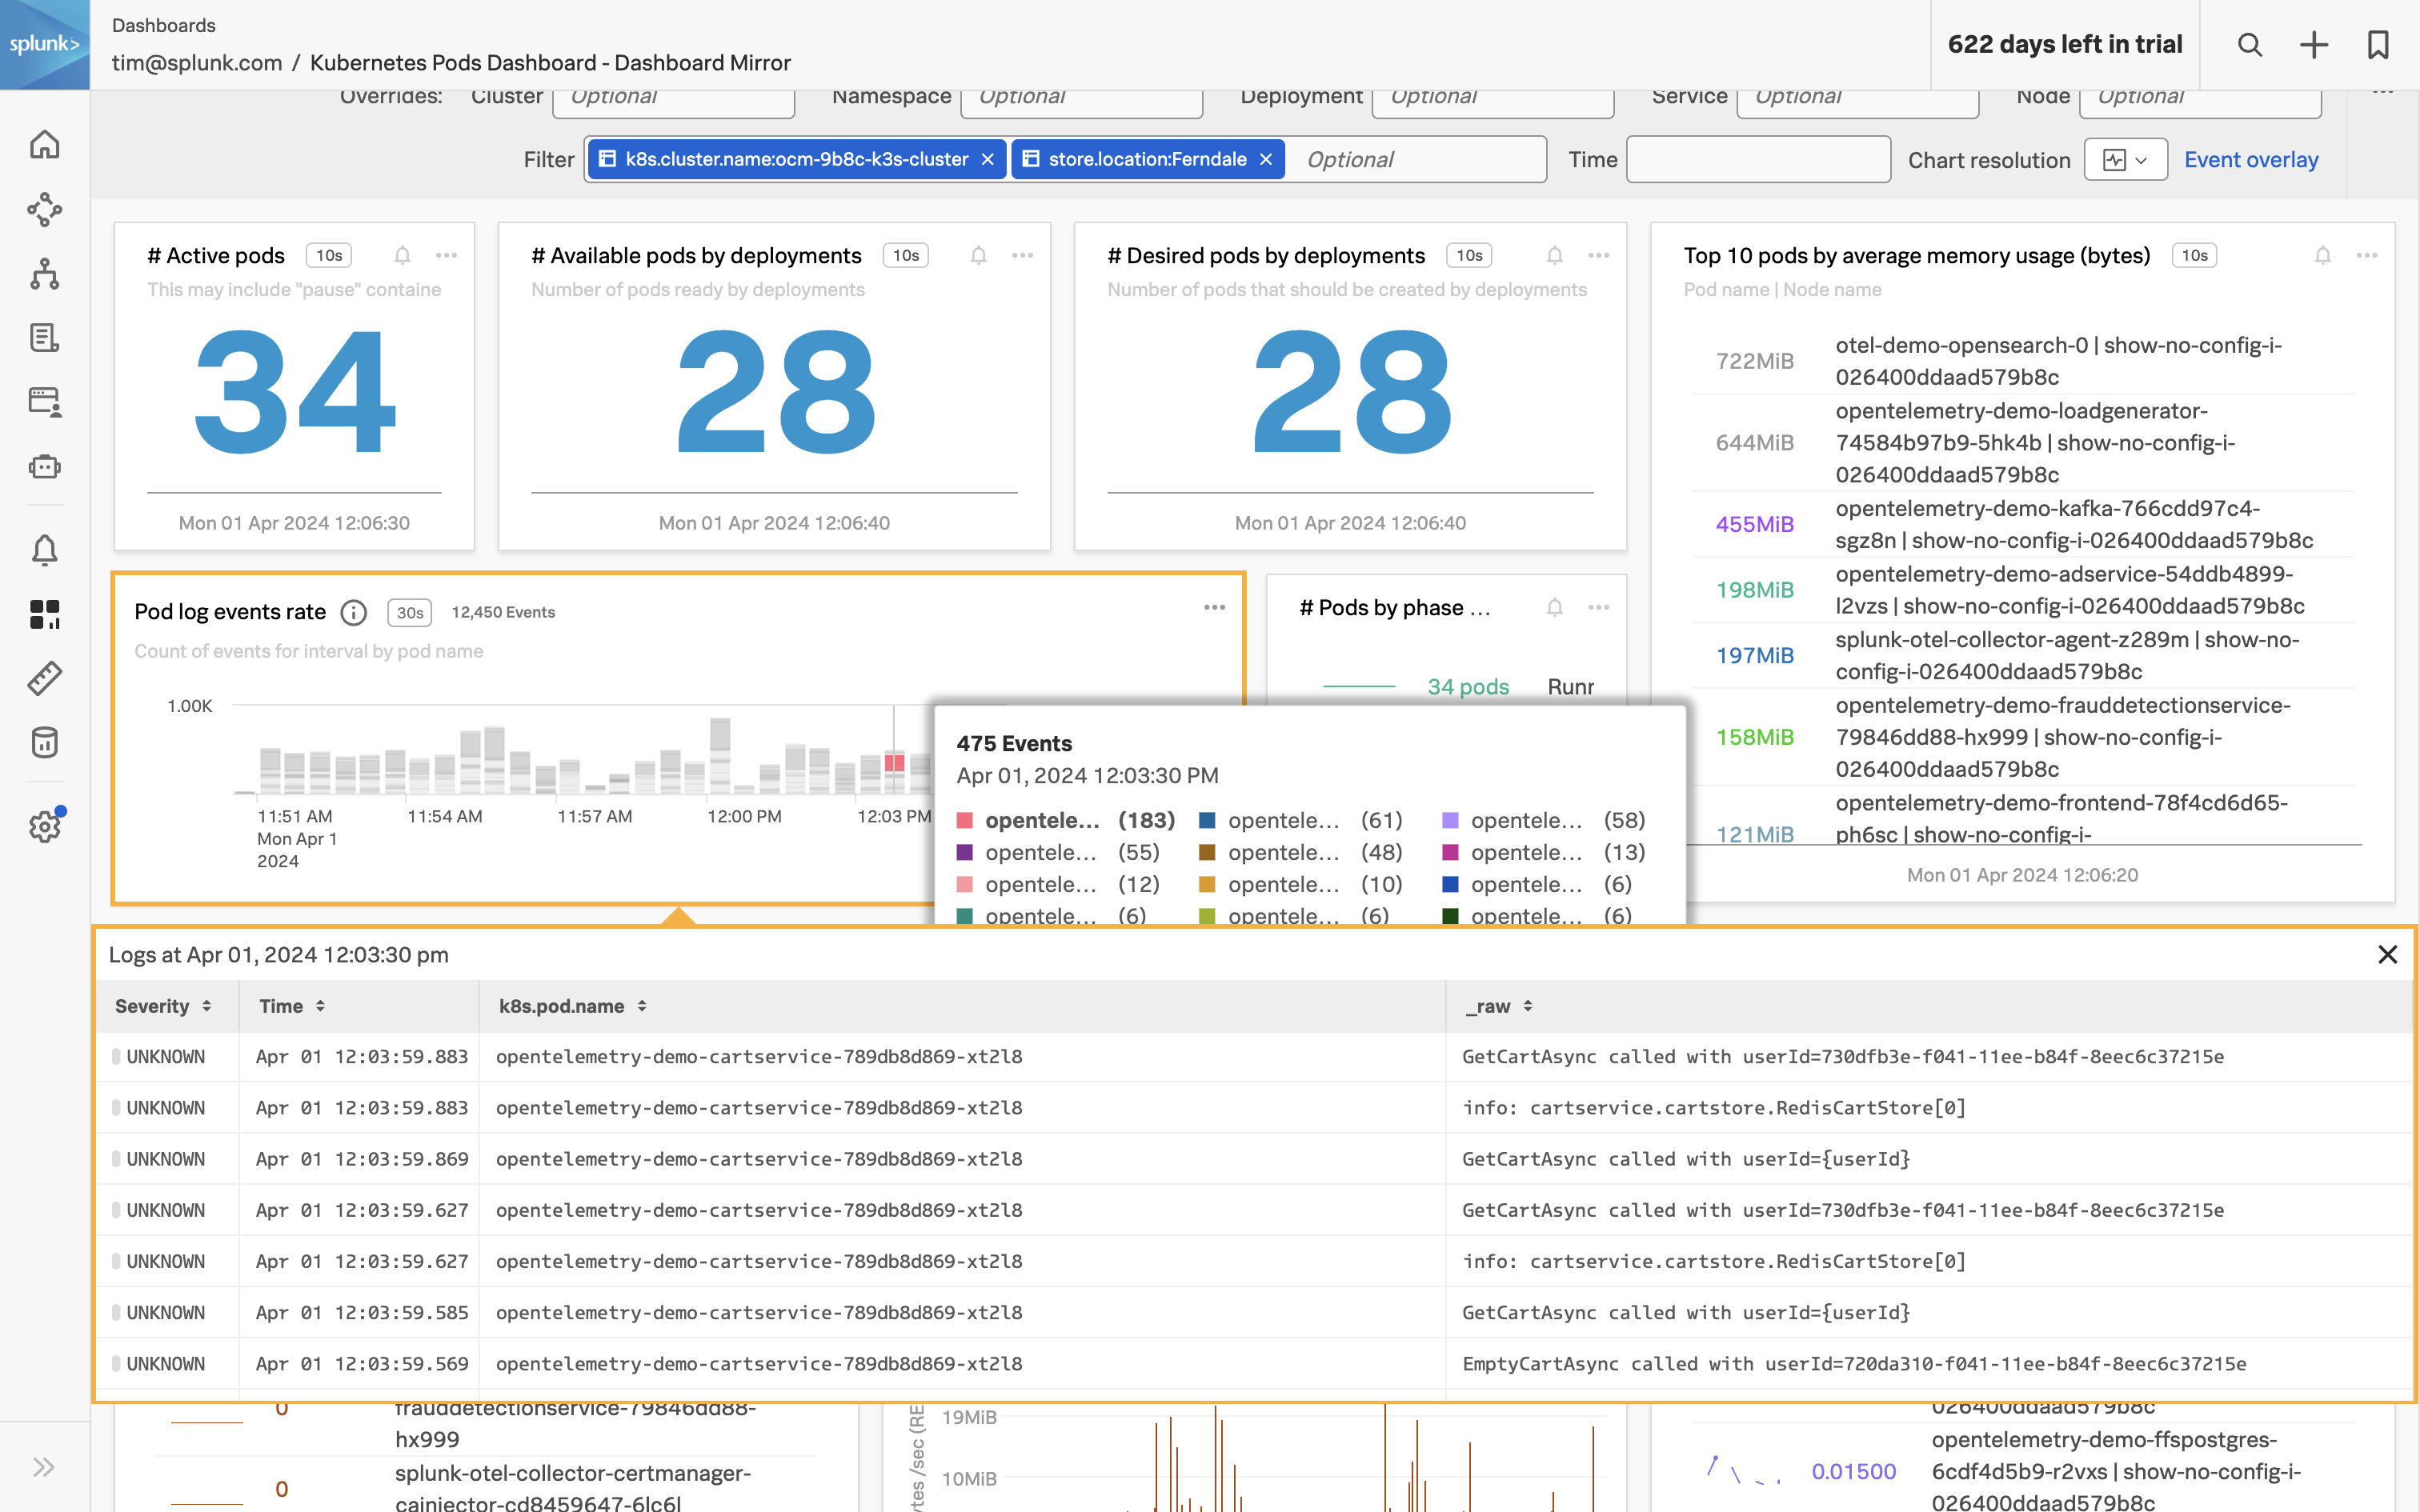 splunk>
Dashboards
tim@splunk.com / Kubernetes Pods Dashboard - Dashboard Mirror
622 days left in trial
Overrides: Cluster Optional Namespace Optional Deployment Optional Service Optional Node Optional
Filter k8s.cluster.name:ocm-9b8c-k3s-cluster × store.location:Ferndale × Optional Time Chart resolution Event overlay
# Active pods 10s
This may include "pause" containe
34
Mon 01 Apr 2024 12:06:30
# Available pods by deployments 10s
Number of pods ready by deployments
28
Mon 01 Apr 2024 12:06:40
# Desired pods by deployments 10s
Number of pods that should be created by deployments
28
Mon 01 Apr 2024 12:06:40
Top 10 pods by average memory usage (bytes) 10s
Pod name | Node name
722MiB otel-demo-opensearch-0 | show-no-config-i-
026400ddaad579b8c
644MiB opentelemetry-demo-loadgenerator-
74584b97b9-5hk4b | show-no-config-i-
026400ddaad579b8c
455MiB opentelemetry-demo-kafka-766cdd97c4-
sgz8n | show-no-config-i-026400ddaad579b8c
198MiB opentelemetry-demo-adservice-54ddb4899-
l2vzs | show-no-config-i-026400ddaad579b8c
197MiB splunk-otel-collector-agent-z289m | show-no-
config-i-026400ddaad579b8c
158MiB opentelemetry-demo-frauddetectionservice-
79846dd88-hx999 | show-no-config-i-
026400ddaad579b8c
121MiB opentelemetry-demo-frontend-78f4cd6d65-
ph6sc | show-no-config-i-
Mon 01 Apr 2024 12:06:20
Pod log events rate 30s 12,450 Events
Count of events for interval by pod name
1.00K
11:51 AM 11:54 AM 11:57 AM 12:00 PM 12:03 PM
Mon Apr 1
2024
# Pods by phase ...
34 pods Runr
475 Events
Apr 01, 2024 12:03:30 PM
opentele... (183) opentele... (61) opentele... (58)
opentele... (55) opentele... (48) opentele... (13)
opentele... (12) opentele... (10) opentele... (6)
opentele... (6) opentele... (6) opentele... (6)
Logs at Apr 01, 2024 12:03:30 pm
Severity Time k8s.pod.name _raw
UNKNOWN Apr 01 12:03:59.883 opentelemetry-demo-cartservice-789db8d869-xt2l8 GetCartAsync called with userId=730dfb3e-f041-11ee-b84f-8eec6c37215e
UNKNOWN Apr 01 12:03:59.883 opentelemetry-demo-cartservice-789db8d869-xt2l8 info: cartservice.cartstore.RedisCartStore[0]
UNKNOWN Apr 01 12:03:59.869 opentelemetry-demo-cartservice-789db8d869-xt2l8 GetCartAsync called with userId={userId}
UNKNOWN Apr 01 12:03:59.627 opentelemetry-demo-cartservice-789db8d869-xt2l8 GetCartAsync called with userId=730dfb3e-f041-11ee-b84f-8eec6c37215e
UNKNOWN Apr 01 12:03:59.627 opentelemetry-demo-cartservice-789db8d869-xt2l8 info: cartservice.cartstore.RedisCartStore[0]
UNKNOWN Apr 01 12:03:59.585 opentelemetry-demo-cartservice-789db8d869-xt2l8 GetCartAsync called with userId={userId}
UNKNOWN Apr 01 12:03:59.569 opentelemetry-demo-cartservice-789db8d869-xt2l8 EmptyCartAsync called with userId=720da310-f041-11ee-b84f-8eec6c37215e
0 frauddetectionservice-79846dd88-
hx999
0 splunk-otel-collector-certmanager-
cainjector-cd8459647-6lc6l
ytes /sec (RE
19MiB
10MiB
026400ddaad579b8c
0.01500 opentelemetry-demo-ffspostgres-
6cdf4d5b9-r2vxs | show-no-config-i-
026400ddaad579b8c